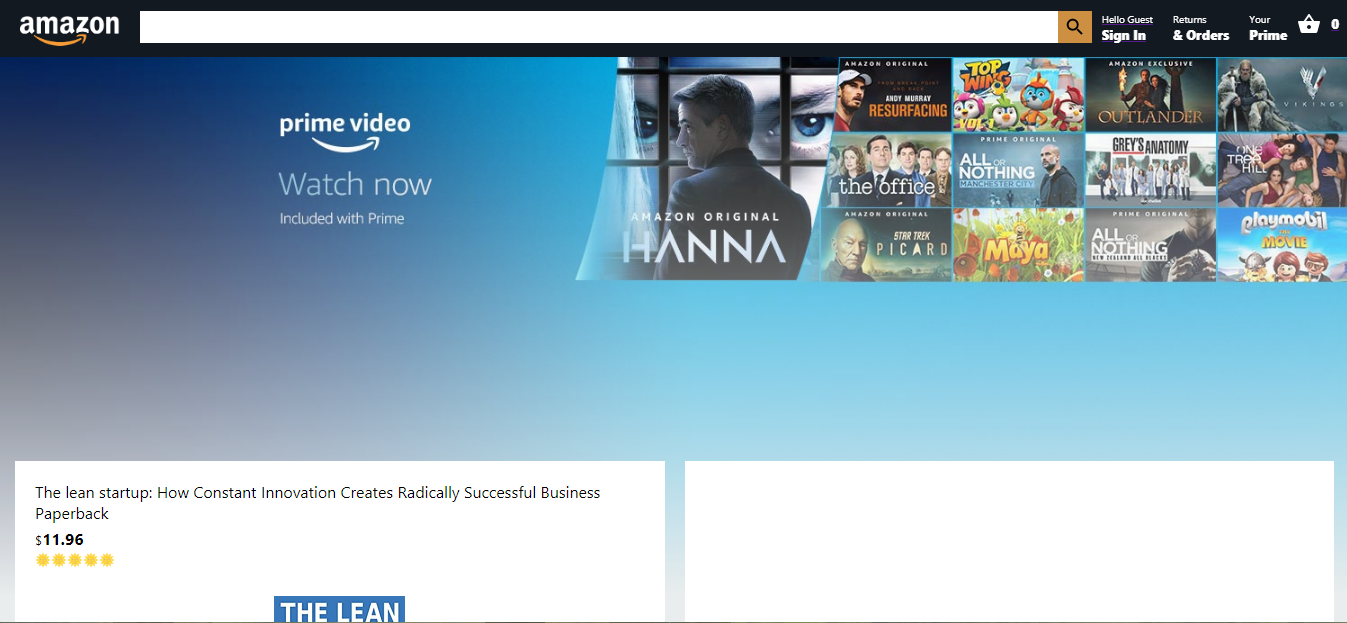 amazon
Hello Guest
Sign In
Returns
& Orders
Your
Prime
0
prime video
Watch now
Included with Prime
AMAZON ORIGINAL
HANNA
AMAZON ORIGINAL
ANDY MURRAY
RESURFACING
TOP
WING
VOL 1
AMAZON EXCLUSIVE
OUTLANDER
VIKINGS
the office
PRIME ORIGINAL
ALL OR
NOTHING
MANCHESTER CITY
GREY'S ANATOMY
ONE
TREE
HILL
AMAZON ORIGINAL
STAR TREK
PICARD
Maya
PRIME ORIGINAL
ALL OR
NOTHING
NEW ZEALAND ALL BLACKS
playmobil
MOVIE
The lean startup: How Constant Innovation Creates Radically Successful Business
Paperback
$11.96
THE LEAN